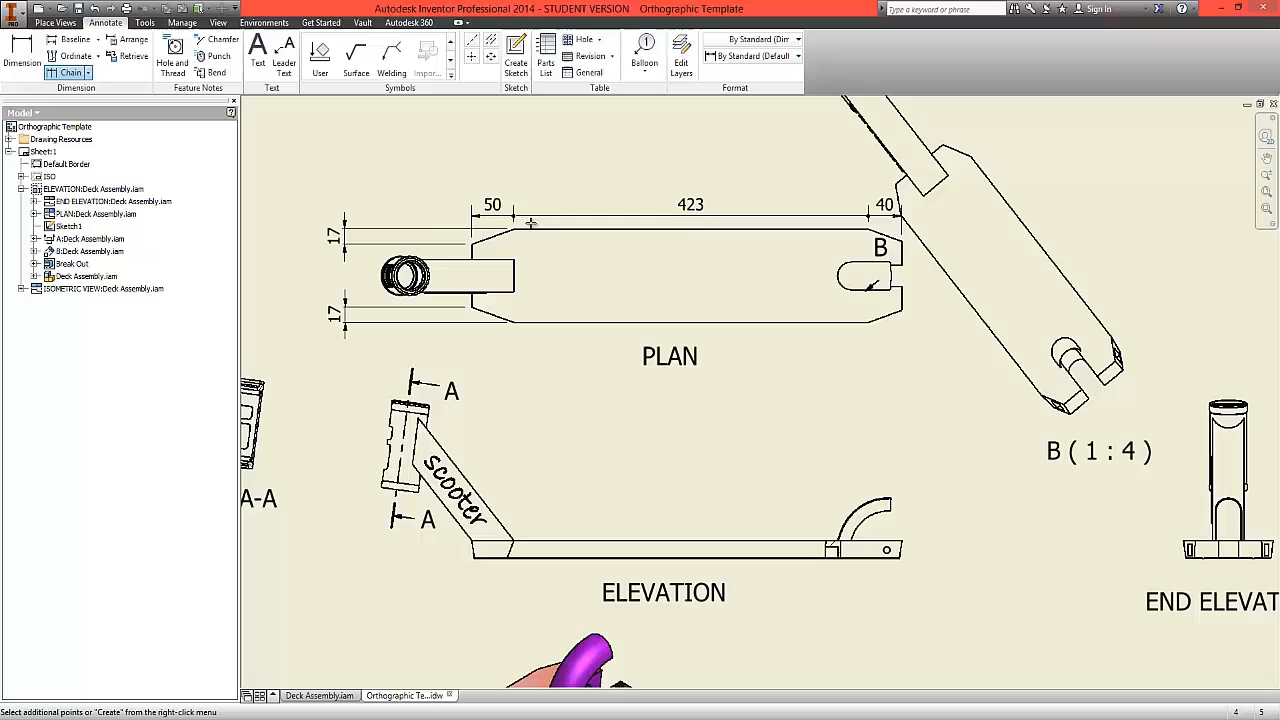 Autodesk Inventor Professional 2014 - STUDENT VERSION Orthographic Template
Type a keyword or phrase
Sign In
PRO
Place Views Annotate Tools Manage View Environments Get Started Vault Autodesk 360
Dimension
Baseline
Ordinate
Chain
Arrange
Retrieve
Hole and Thread
Chamfer
Punch
Bend
Text
Leader Text
User
Surface
Welding
Impor...
Create Sketch
Parts List
Hole
Revision
General
Balloon
Edit Layers
By Standard (Dir
By Standard (Default
Dimension Feature Notes Text Symbols Sketch Table Format
Model
Orthographic Template
Drawing Resources
Sheet:1
Default Border
ISO
ELEVATION:Deck Assembly.iam
END ELEVATION:Deck Assembly.iam
PLAN:Deck Assembly.iam
Sketch1
A:Deck Assembly.iam
B:Deck Assembly.iam
Break Out
Deck Assembly.iam
ISOMETRIC VIEW:Deck Assembly.iam
50 423 40
17
B
17
PLAN
A
scooter
A
A-A
B ( 1 : 4 )
ELEVATION
END ELEVAT
Deck Assembly.iam Orthographic Te....idw
Select additional points or "Create" from the right-click menu
4 5